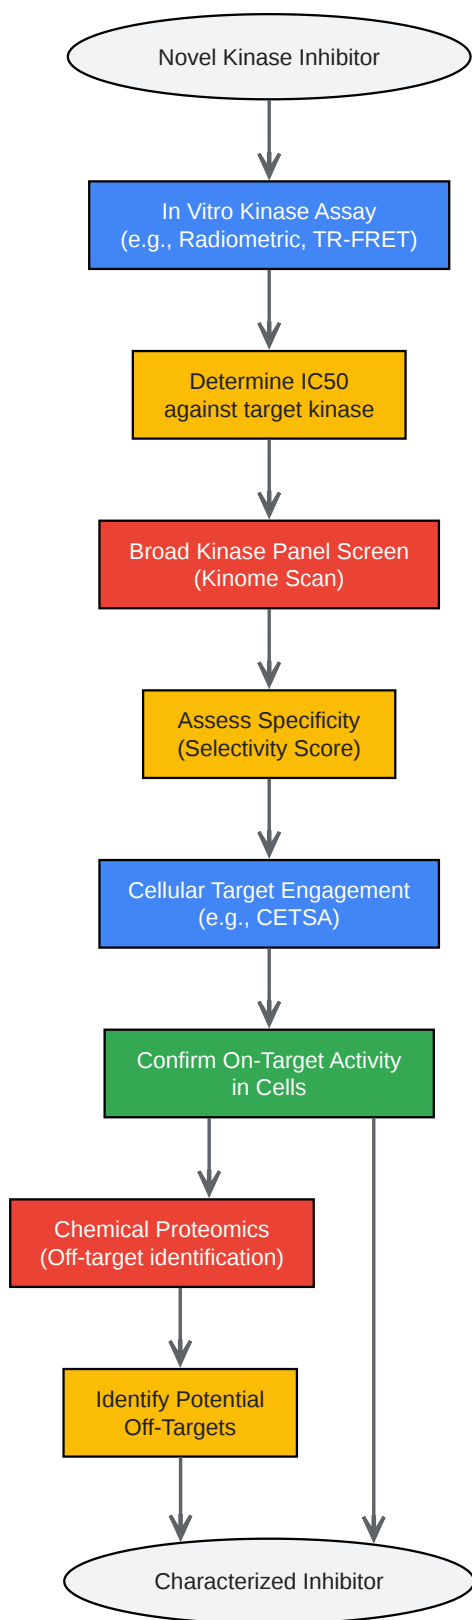 Novel Kinase Inhibitor
In Vitro Kinase Assay
(e.g., Radiometric, TR-FRET)
Determine IC50
against target kinase
Broad Kinase Panel Screen
(Kinome Scan)
Assess Specificity
(Selectivity Score)
Cellular Target Engagement
(e.g., CETSA)
Confirm On-Target Activity
in Cells
Chemical Proteomics
(Off-target identification)
Identify Potential
Off-Targets
Characterized Inhibitor